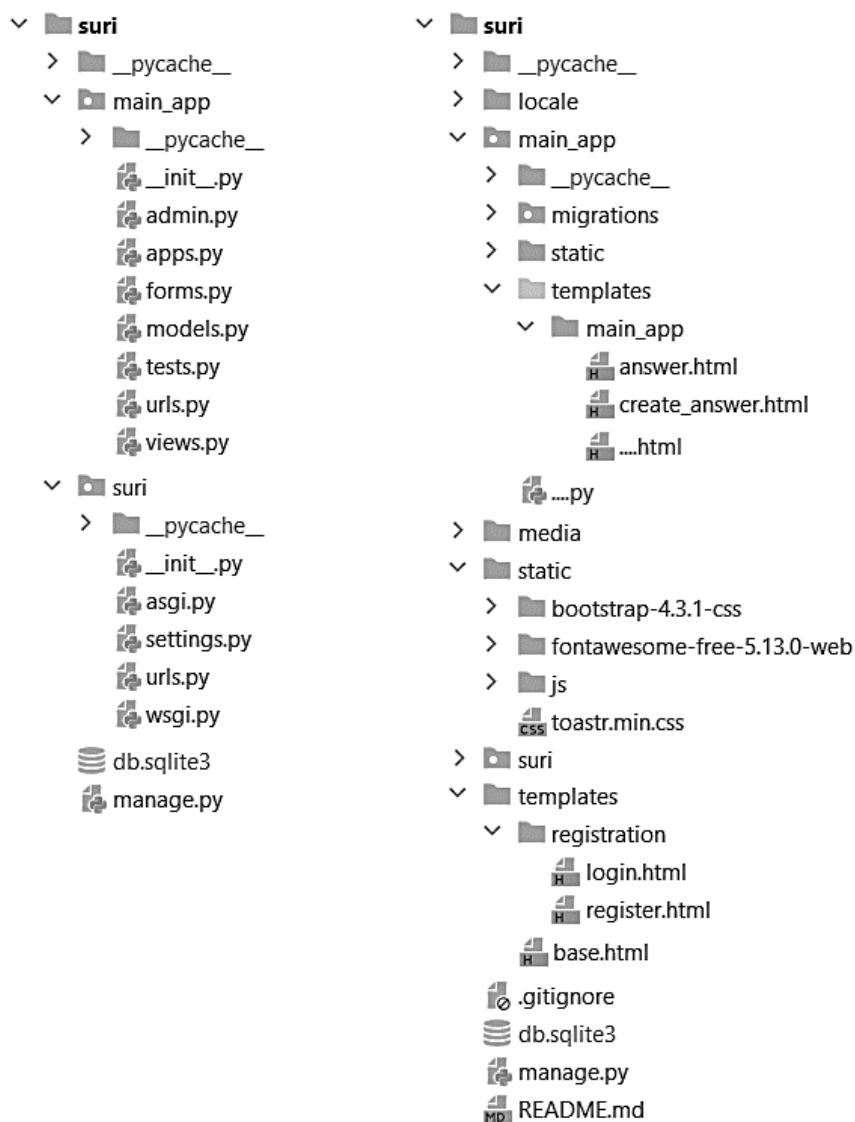 suri
__pycache__
main_app
__pycache__
__init__.py
admin.py
apps.py
forms.py
models.py
tests.py
urls.py
views.py
suri
__pycache__
__init__.py
asgi.py
settings.py
urls.py
wsgi.py
db.sqlite3
manage.py
suri
__pycache__
locale
main_app
__pycache__
migrations
static
templates
main_app
answer.html
create_answer.html
....html
....py
media
static
bootstrap-4.3.1-css
fontawesome-free-5.13.0-web
js
toastr.min.css
suri
templates
registration
login.html
register.html
base.html
.gitignore
db.sqlite3
manage.py
README.md